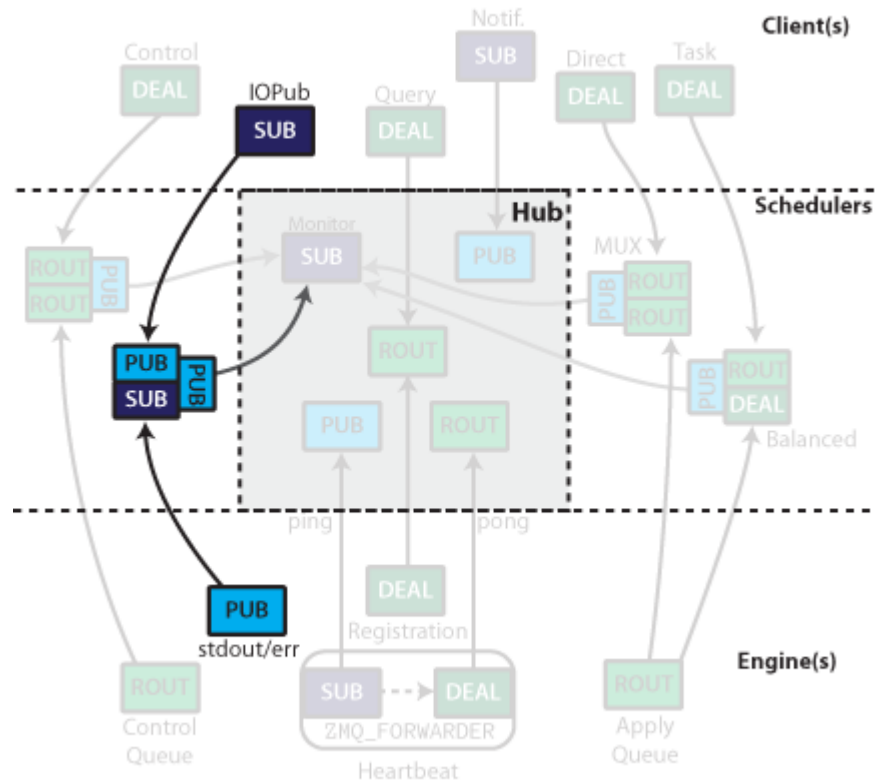 Notif.
Client(s)
Control
SUB
Direct
Task
DEAL
IOPub
Query
DEAL
DEAL
SUB
DEAL
Hub
Schedulers
Monitor
SUB
PUB
MUX
ROUT
PUB
ROUT
PUB
ROUT
ROUT
PUB
PUB
SUB
ROUT
PUB
ROUT
DEAL
PUB
ROUT
Balanced
ping
pong
DEAL
PUB
Registration
stdout/err
Engine(s)
ROUT
SUB
DEAL
ROUT
Control
Queue
ZMQ_FORWARDER
Apply
Queue
Heartbeat